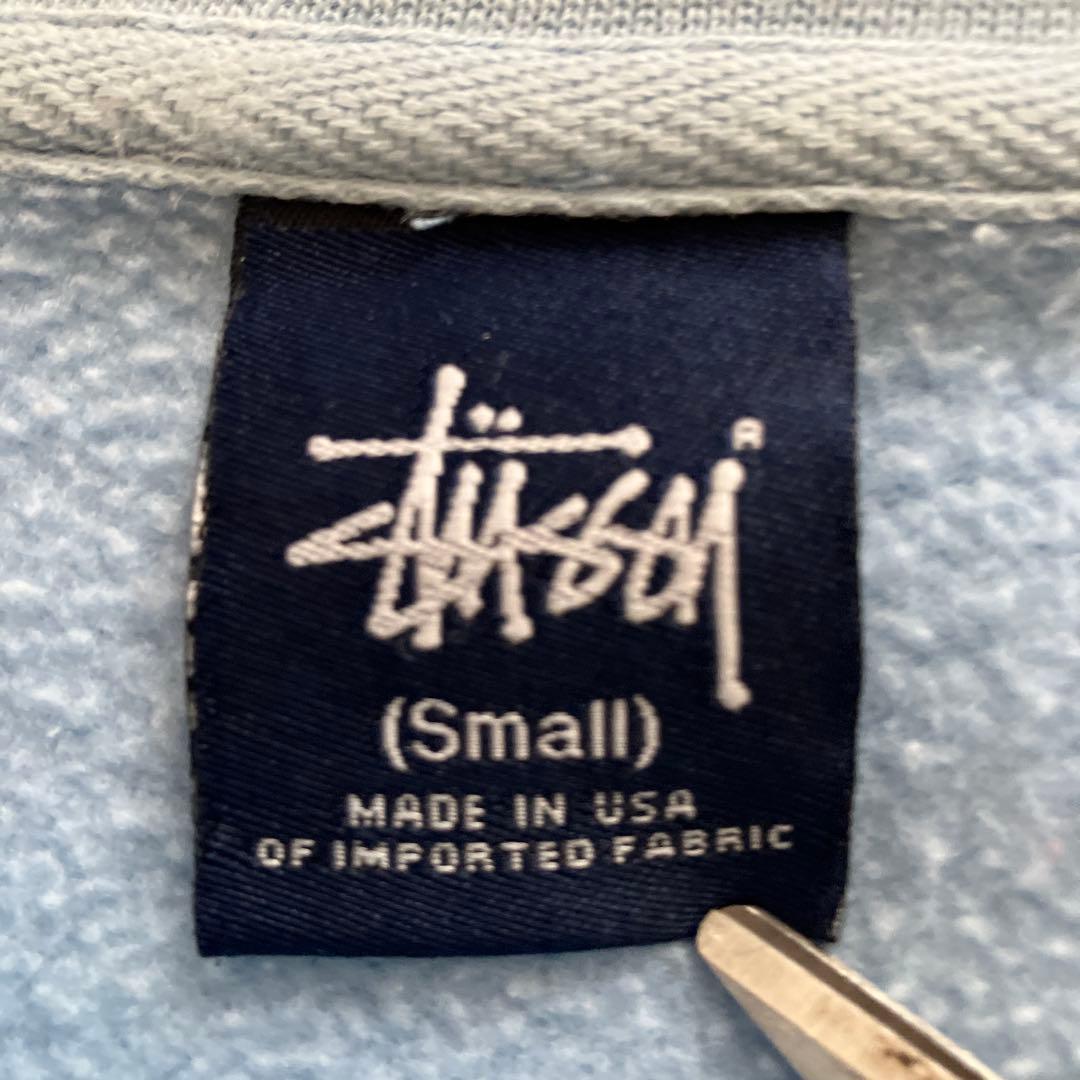 Stüssy
R
(Small)
MADE IN USA
OF IMPORTED FABRIC